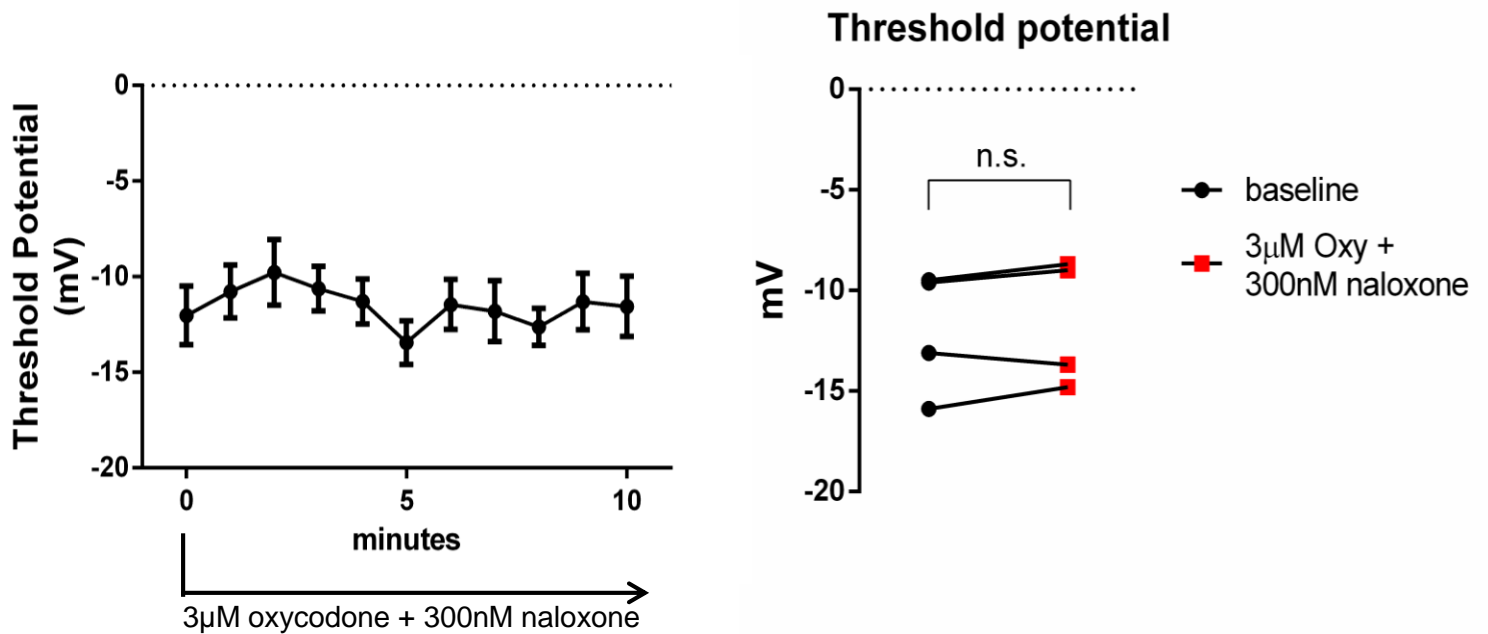 Threshold Potential
(mV)
0
-5
-10
-15
-20
0
5
10
minutes
3µM oxycodone + 300nM naloxone
Threshold potential
mV
0
-5
-10
-15
-20
n.s.
baseline
3µM Oxy +
300nM naloxone